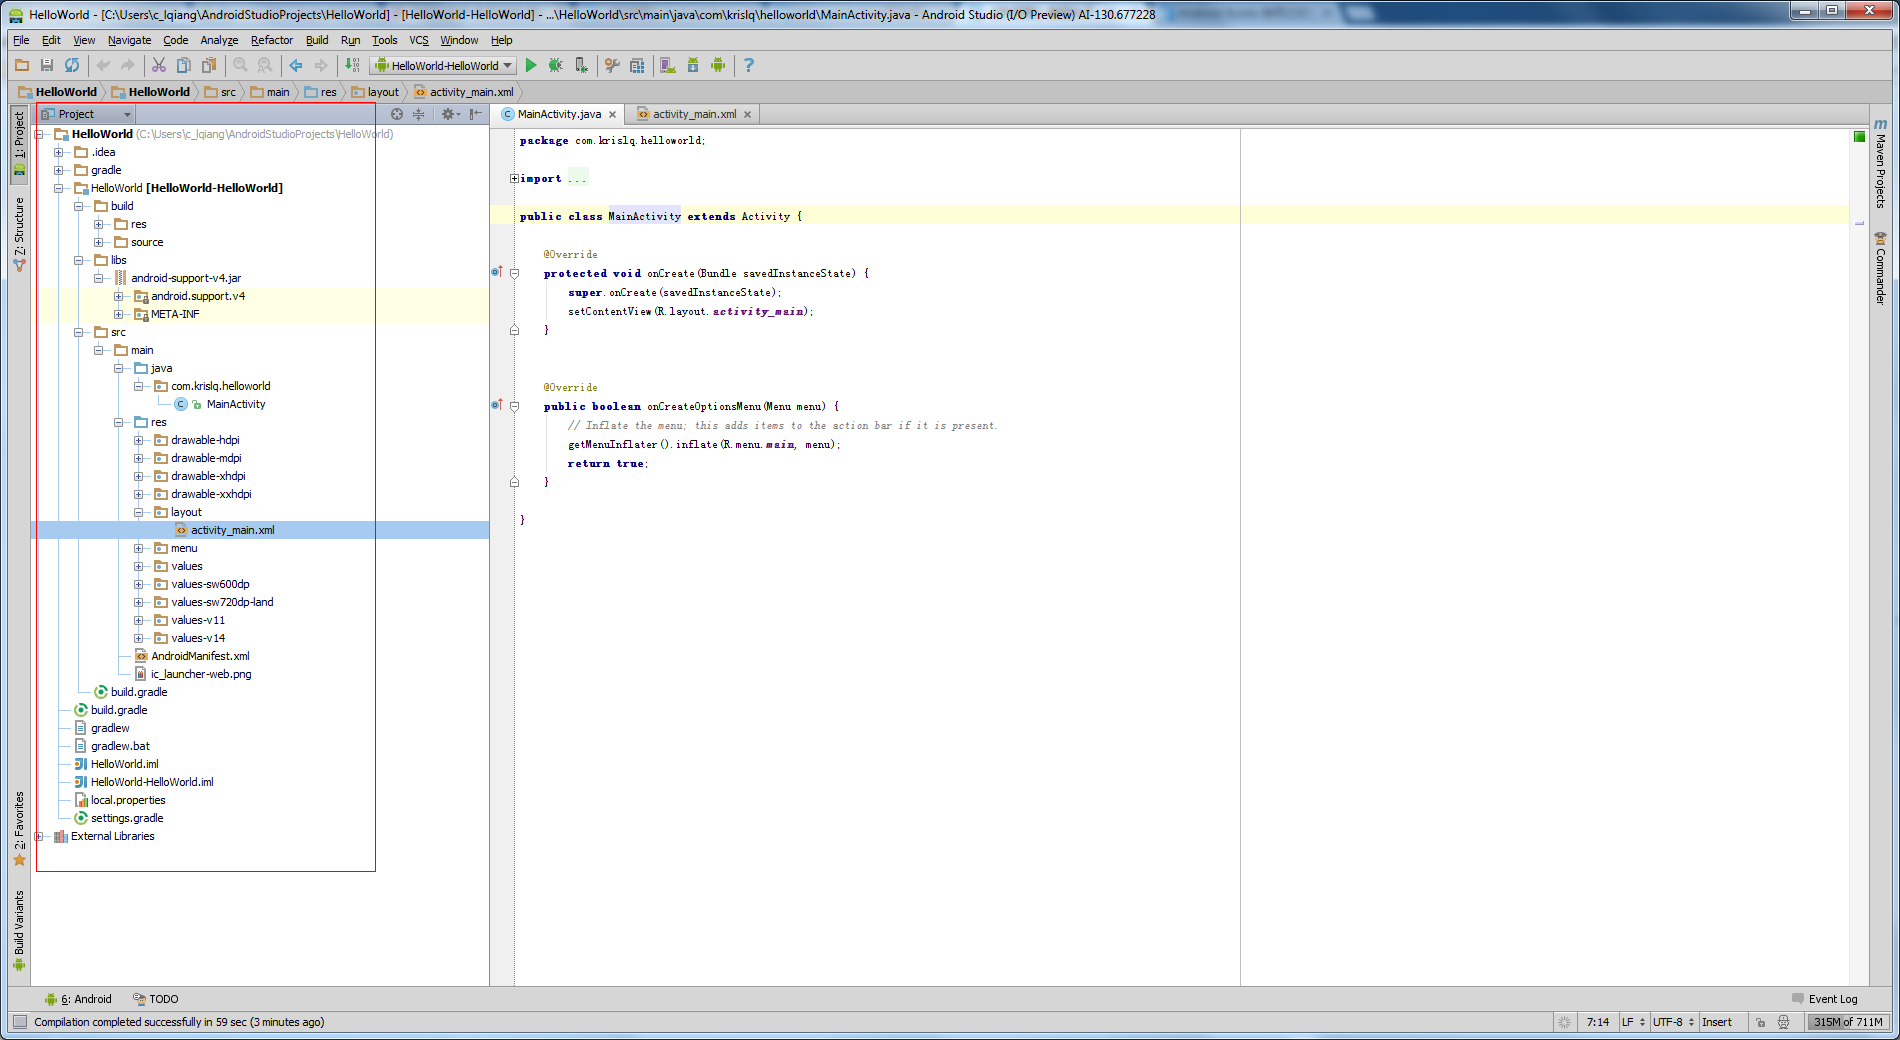 HelloWorld - [C:\Users\c_lqiang\AndroidStudioProjects\HelloWorld] - [HelloWorld-HelloWorld] - ...\HelloWorld\src\main\java\com\krislq\helloworld\MainActivity.java - Android Studio (I/O Preview) AI-130.677228
File Edit View Navigate Code Analyze Refactor Build Run Tools VCS Window Help
HelloWorld-HelloWorld
HelloWorld HelloWorld src main res layout activity_main.xml
Project
MainActivity.java activity_main.xml
1: Project
7: Structure
2: Favorites
Build Variants
HelloWorld (C:\Users\c_lqiang\AndroidStudioProjects\HelloWorld)
.idea
gradle
HelloWorld [HelloWorld-HelloWorld]
build
res
source
libs
android-support-v4.jar
android.support.v4
META-INF
src
main
java
com.krislq.helloworld
MainActivity
res
drawable-hdpi
drawable-mdpi
drawable-xhdpi
drawable-xxhdpi
layout
activity_main.xml
menu
values
values-sw600dp
values-sw720dp-land
values-v11
values-v14
AndroidManifest.xml
ic_launcher-web.png
build.gradle
build.gradle
gradlew
gradlew.bat
HelloWorld.iml
HelloWorld-HelloWorld.iml
local.properties
settings.gradle
External Libraries
package com.krislq.helloworld;
import ...
public class MainActivity extends Activity {
@Override
protected void onCreate(Bundle savedInstanceState) {
super.onCreate(savedInstanceState);
setContentView(R.layout.activity_main);
}
@Override
public boolean onCreateOptionsMenu(Menu menu) {
// Inflate the menu; this adds items to the action bar if it is present.
getMenuInflater().inflate(R.menu.main, menu);
return true;
}
}
Maven Projects
Commander
6: Android TODO Event Log
Compilation completed successfully in 59 sec (3 minutes ago) 7:14 LF UTF-8 Insert 315M of 711M